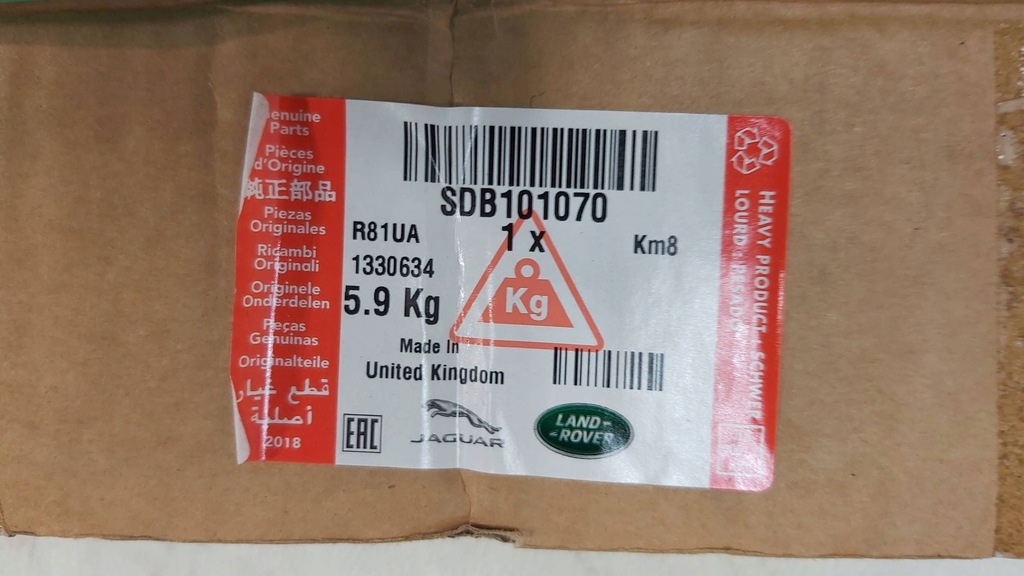 enuine
Parts
Pièces
d'Origine
純正部品
Piezas
Originales
Ricambi
Originali
Originele
Onderdelen
Peças
Genuinas
Originalteile
قطع غيار
أصلية
2018
SDB101070
1 x
R81UA
Km8
1330634
5.9 Kg
Kg
Made In
United Kingdom
EAC
JAGUAR
LAND-
-ROVER
HEAVY PRODUCT - SCHWER
LOURD - PESADO